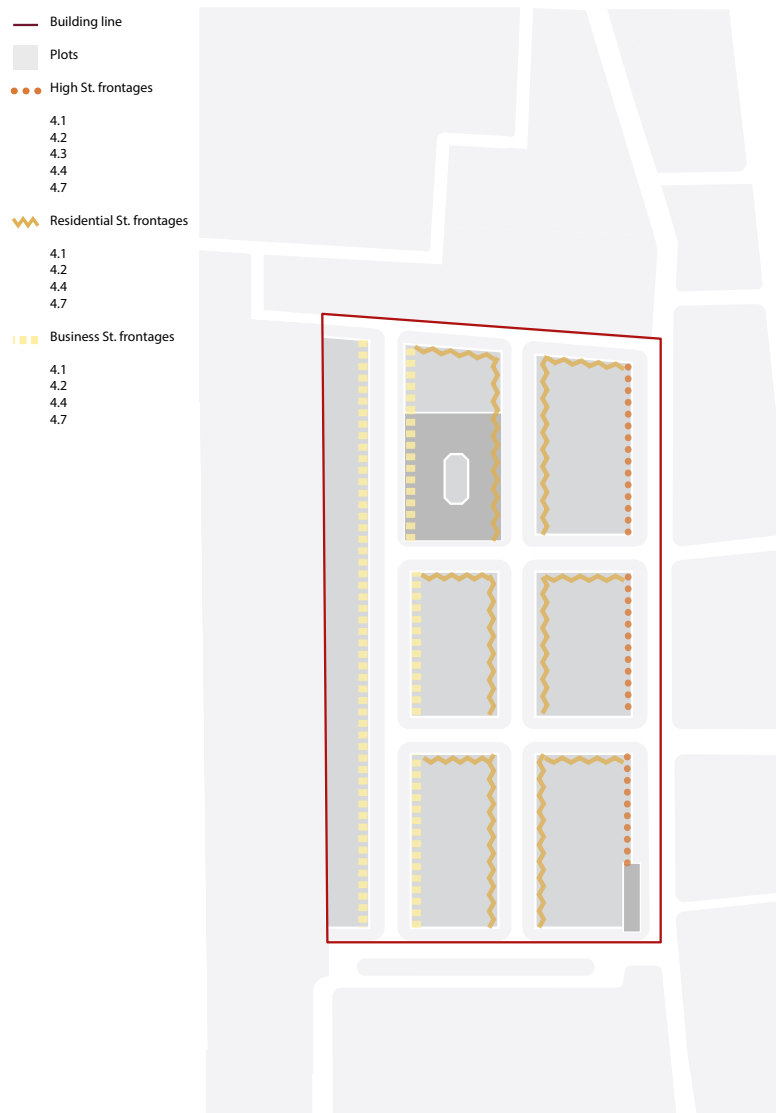 Building line
Plots
High St. frontages
4.1
4.2
4.3
4.4
4.7
Residential St. frontages
4.1
4.2
4.4
4.7
Business St. frontages
4.1
4.2
4.4
4.7